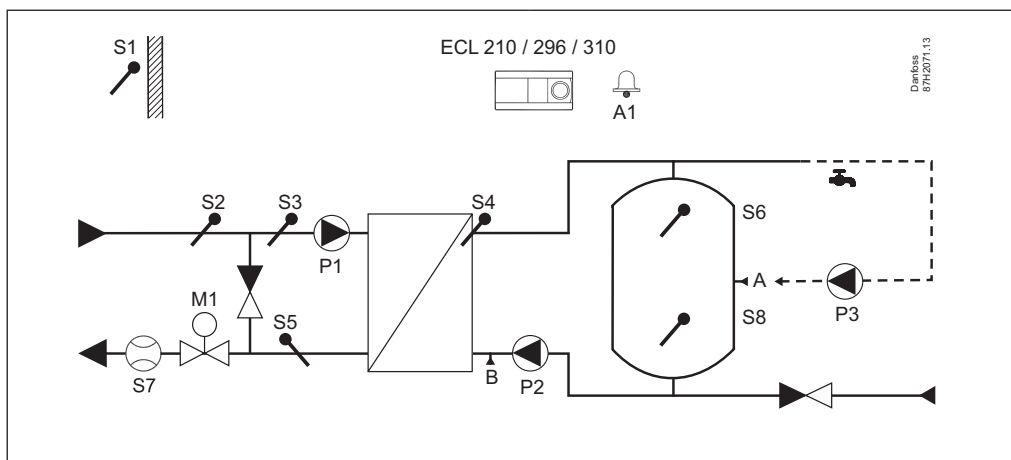 S1
ECL 210 / 296 / 310
A1
Danfoss
87H2071.13
S2
S3
S4
P1
S6
A
P3
S8
M1
S5
S7
B
P2